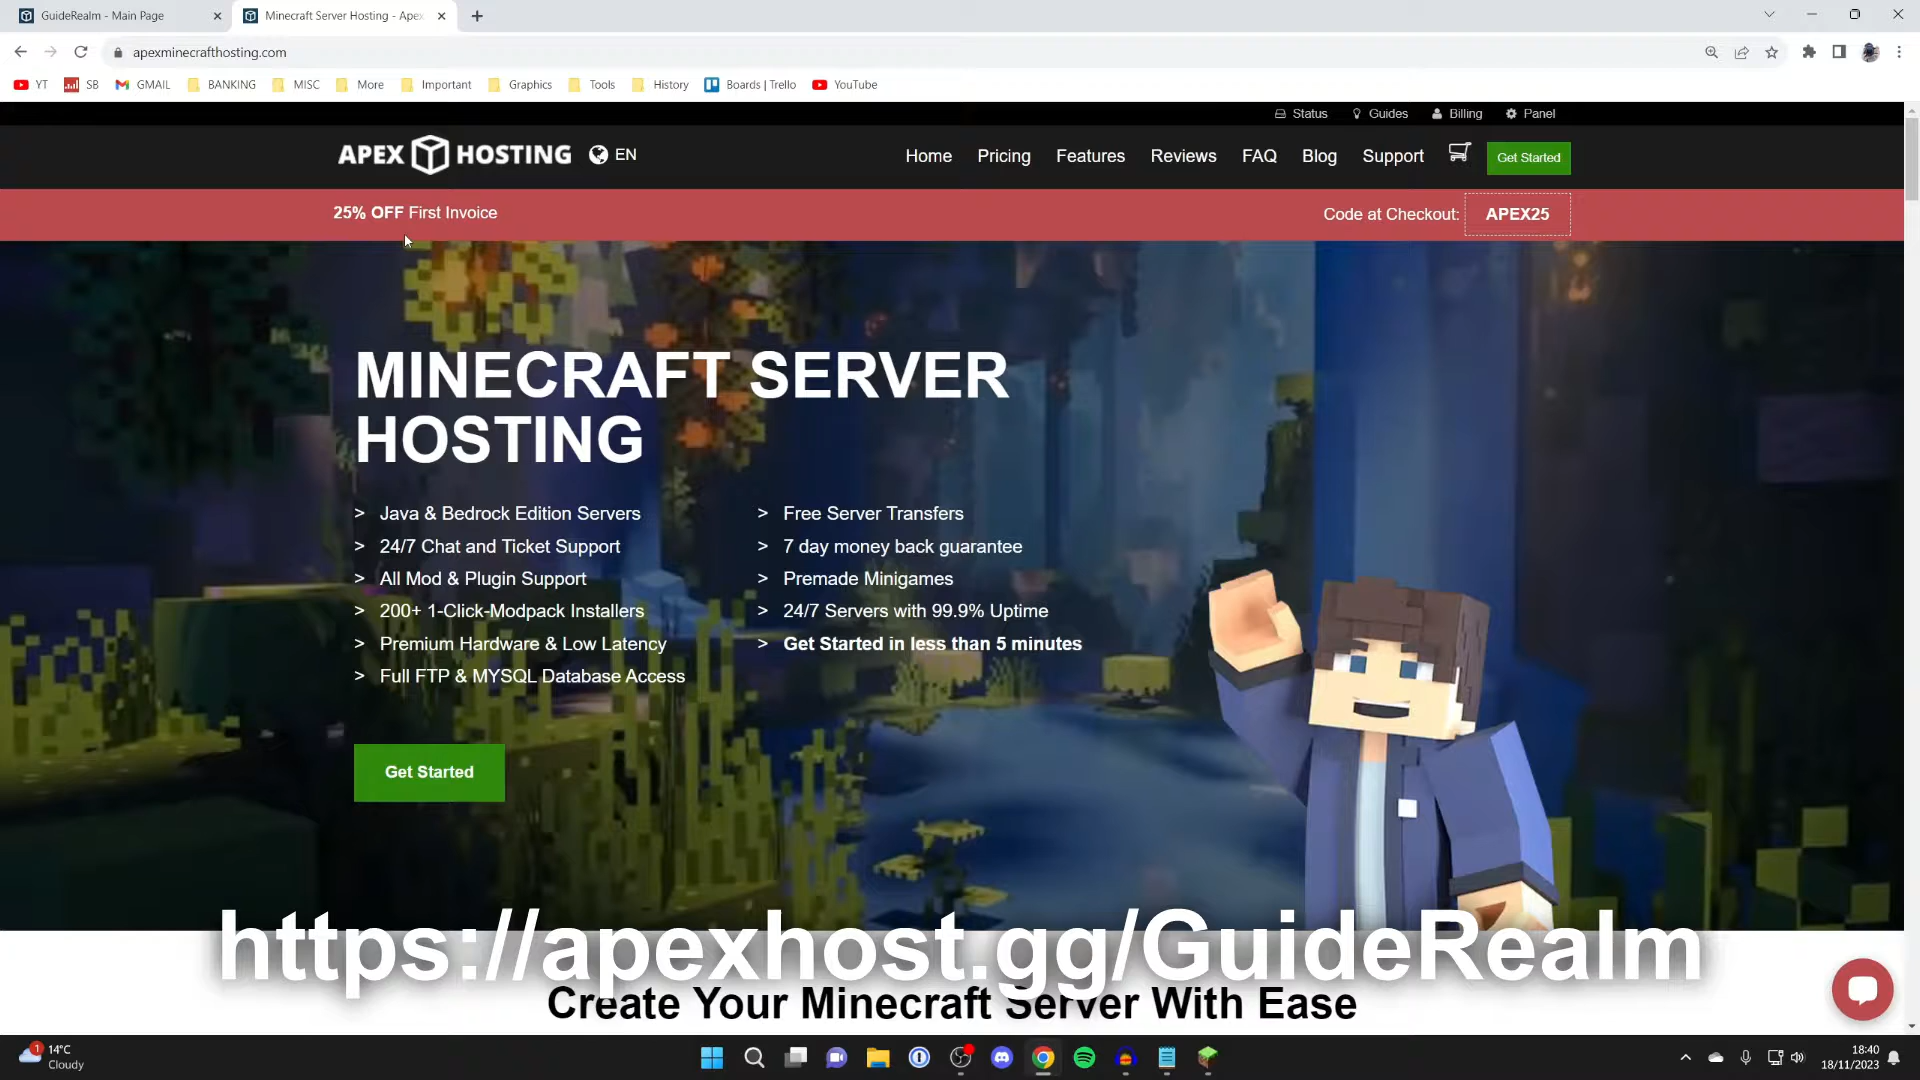 GuideRealm - Main Page
Minecraft Server Hosting - Apex
apexminecrafthosting.com
YT
SB
GMAIL
BANKING
MISC
More
Important
Graphics
Tools
History
Boards | Trello
YouTube
Status
Guides
Billing
Panel
APEX HOSTING
EN
Home
Pricing
Features
Reviews
FAQ
Blog
Support
Get Started
25% OFF First Invoice
Code at Checkout: APEX25
MINECRAFT SERVER
HOSTING
> Java & Bedrock Edition Servers
> 24/7 Chat and Ticket Support
> All Mod & Plugin Support
> 200+ 1-Click-Modpack Installers
> Premium Hardware & Low Latency
> Full FTP & MYSQL Database Access
> Free Server Transfers
> 7 day money back guarantee
> Premade Minigames
> 24/7 Servers with 99.9% Uptime
> Get Started in less than 5 minutes
Get Started
https://apexhost.gg/GuideRealm
Create Your Minecraft Server With Ease
1
14°C
Cloudy
18:40
18/11/2023